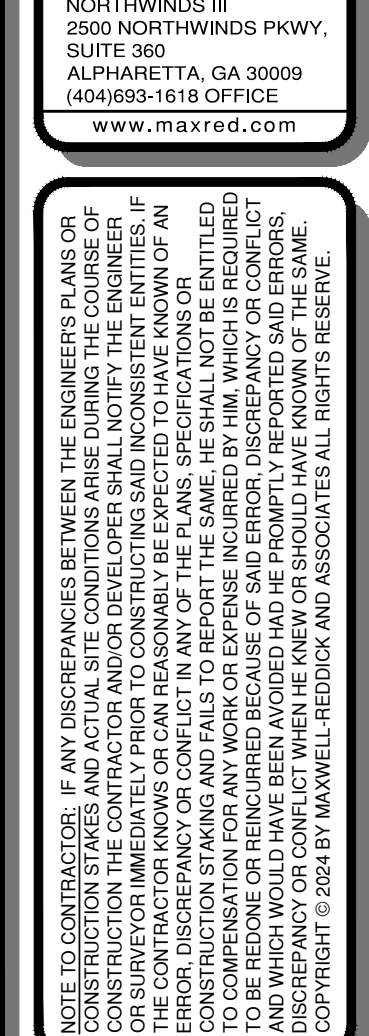 NORTHWINDS III
2500 NORTHWINDS PKWY,
SUITE 360
ALPHARETTA, GA 30009
(404)693-1618 OFFICE
www.maxred.com
NOTE TO CONTRACTOR: IF ANY DISCREPANCIES BETWEEN THE ENGINEER'S PLANS OR
CONSTRUCTION STAKES AND ACTUAL SITE CONDITIONS ARISE DURING THE COURSE OF
CONSTRUCTION THE CONTRACTOR AND/OR DEVELOPER SHALL NOTIFY THE ENGINEER
OR SURVEYOR IMMEDIATELY PRIOR TO CONSTRUCTING SAID INCONSISTENT ENTITIES. IF
THE CONTRACTOR KNOWS OR CAN REASONABLY BE EXPECTED TO HAVE KNOWN OF AN
ERROR, DISCREPANCY OR CONFLICT IN ANY OF THE PLANS, SPECIFICATIONS OR
CONSTRUCTION STAKING AND FAILS TO REPORT THE SAME, HE SHALL NOT BE ENTITLED
TO COMPENSATION FOR ANY WORK OR EXPENSE INCURRED BY HIM, WHICH IS REQUIRED
TO BE REDONE OR REINCURRED BECAUSE OF SAID ERROR, DISCREPANCY OR CONFLICT
AND WHICH WOULD HAVE BEEN AVOIDED HAD HE PROMPTLY REPORTED SAID ERRORS,
DISCREPANCY OR CONFLICT WHEN HE KNEW OR SHOULD HAVE KNOWN OF THE SAME.
COPYRIGHT © 2024 BY MAXWELL-REDDICK AND ASSOCIATES ALL RIGHTS RESERVE.